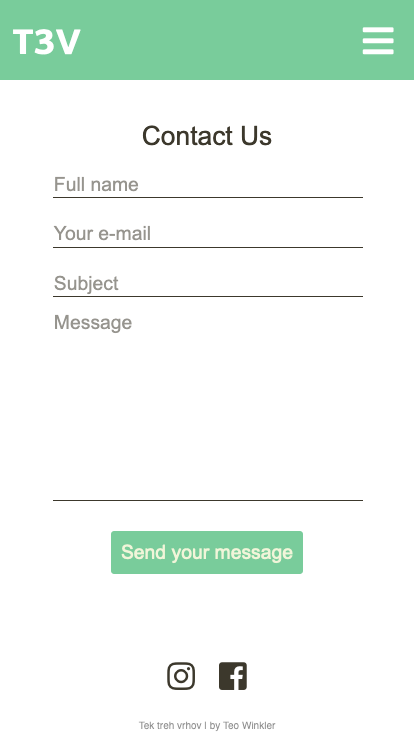 T3V
Contact Us
Full name
Your e-mail
Subject
Message
Send your message
Tek treh vrhov | by Teo Winkler